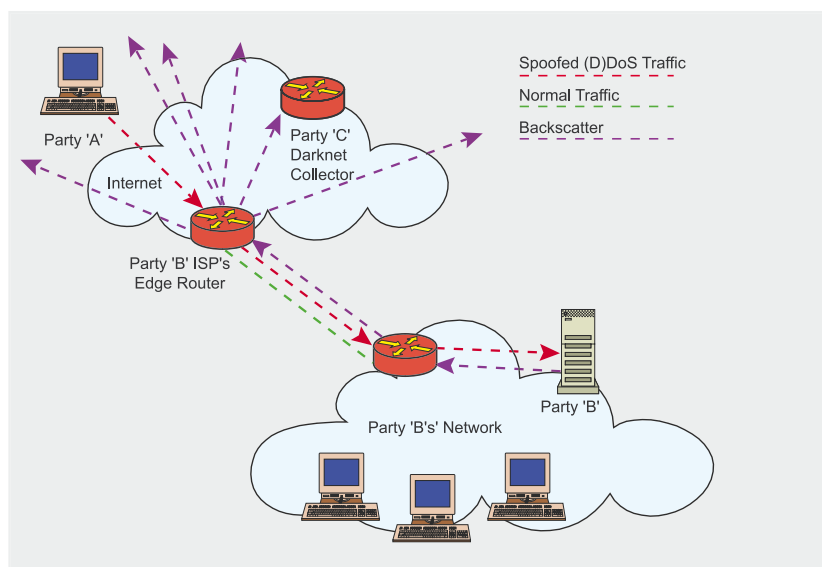 Spoofed (D)DoS Traffic
Normal Traffic
Backscatter
Party 'A'
Party 'C'
Darknet
Collector
Internet
Party 'B' ISP's
Edge Router
Party 'B'
Party 'B's' Network